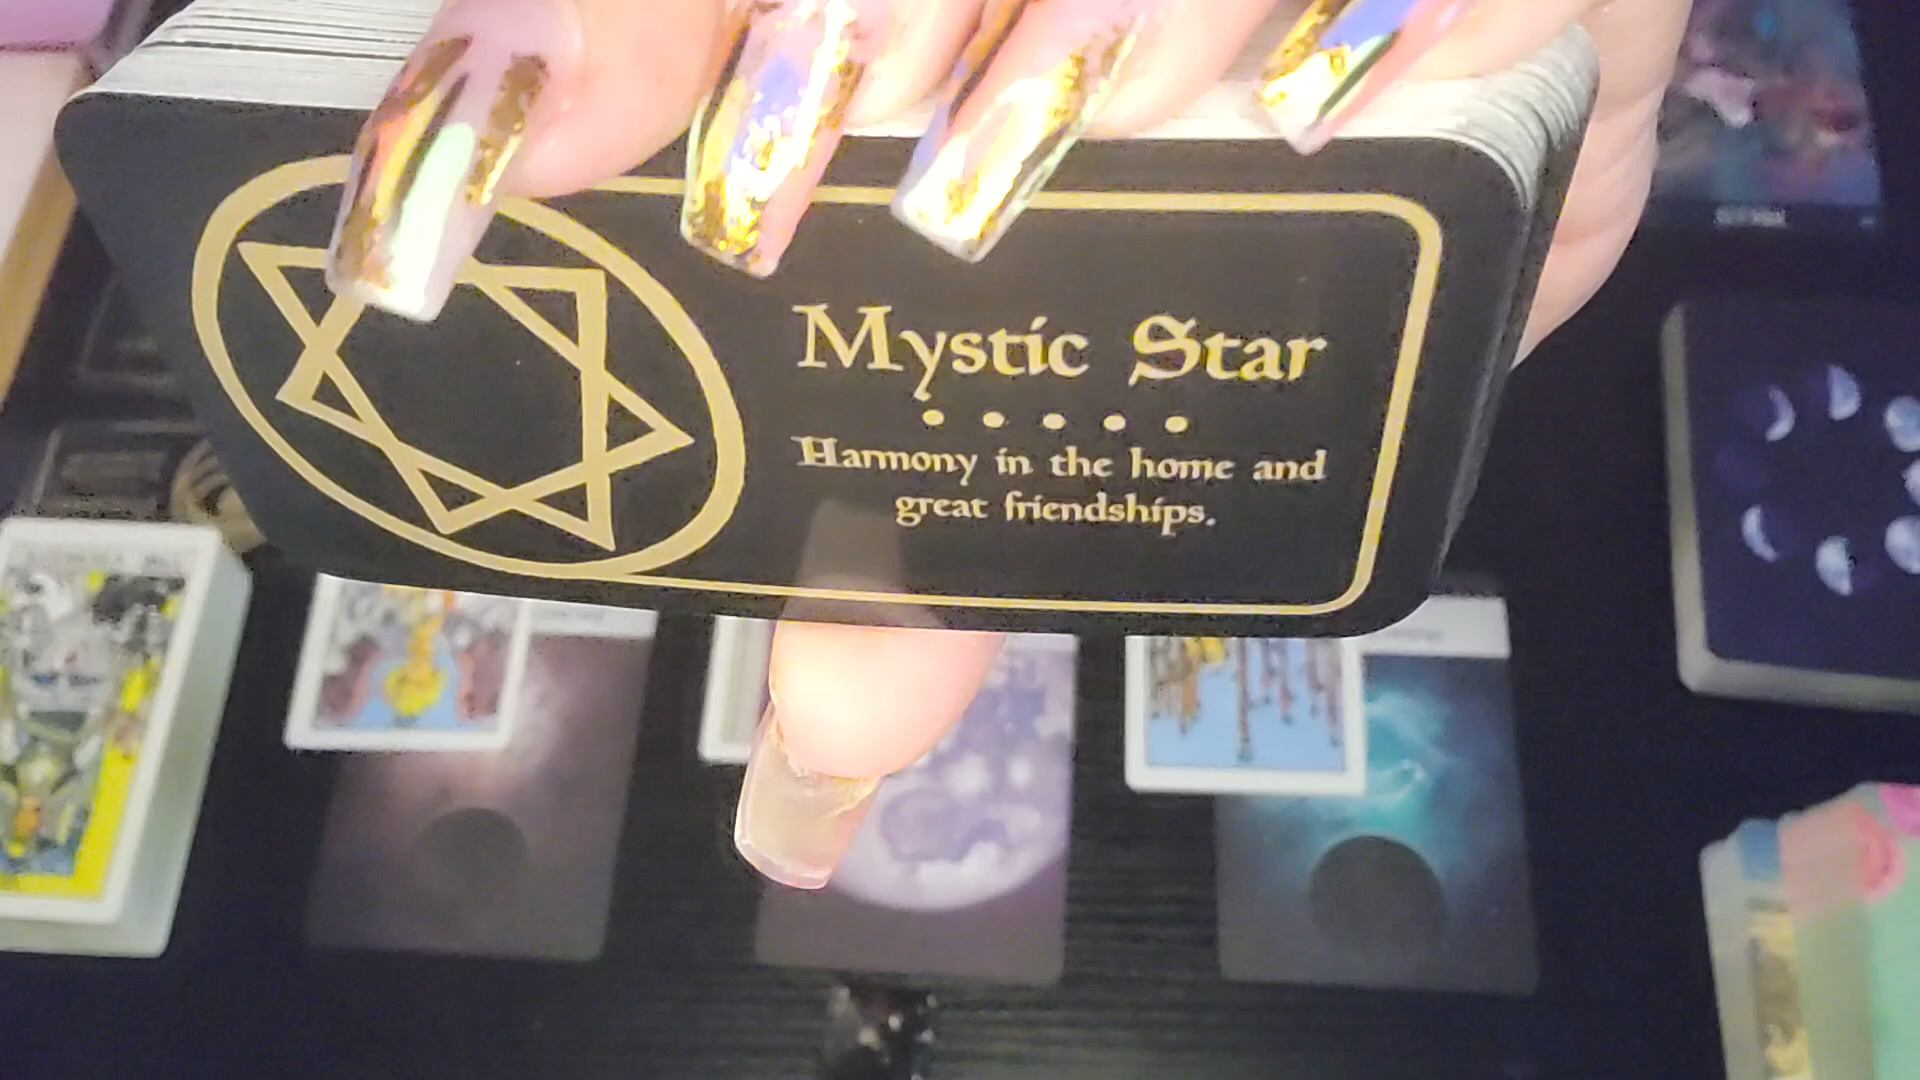 Mystic Star
Harmony in the home and
great friendships.